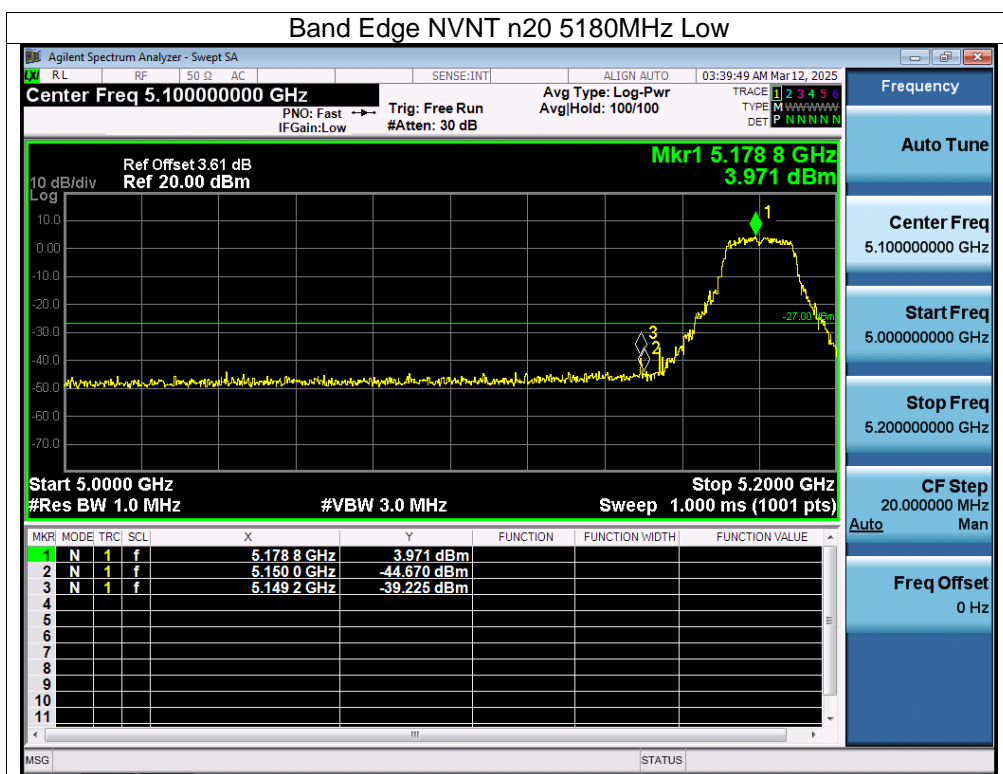 Band Edge NVNT n20 5180MHz Low
Agilent Spectrum Analyzer - Swept SA
LXI RL RF 50 Ω AC SENSE:INT ALIGN AUTO 03:39:49 AM Mar 12, 2025
Center Freq 5.100000000 GHz Avg Type: Log-Pwr TRACE 1 2 3 4 5 6
PNO: Fast Trig: Free Run Avg|Hold: 100/100 TYPE M WWWWW
IFGain:Low #Atten: 30 dB DET P N N N N N
Frequency
Auto Tune
Center Freq
5.100000000 GHz
Start Freq
5.000000000 GHz
Stop Freq
5.200000000 GHz
CF Step
20.000000 MHz
Auto Man
Freq Offset
0 Hz
Mkr1 5.178 8 GHz
3.971 dBm
Ref Offset 3.61 dB
10 dB/div Ref 20.00 dBm
Log
10.0
0.00
-10.0
-20.0
-30.0
-40.0
-50.0
-60.0
-70.0
1
-27.00 dBm
3
2
Start 5.0000 GHz Stop 5.2000 GHz
#Res BW 1.0 MHz #VBW 3.0 MHz Sweep 1.000 ms (1001 pts)
MKR MODE TRC SCL X Y FUNCTION FUNCTION WIDTH FUNCTION VALUE
1 N 1 f 5.178 8 GHz 3.971 dBm
2 N 1 f 5.150 0 GHz -44.670 dBm
3 N 1 f 5.149 2 GHz -39.225 dBm
4
5
6
7
8
9
10
11
MSG STATUS